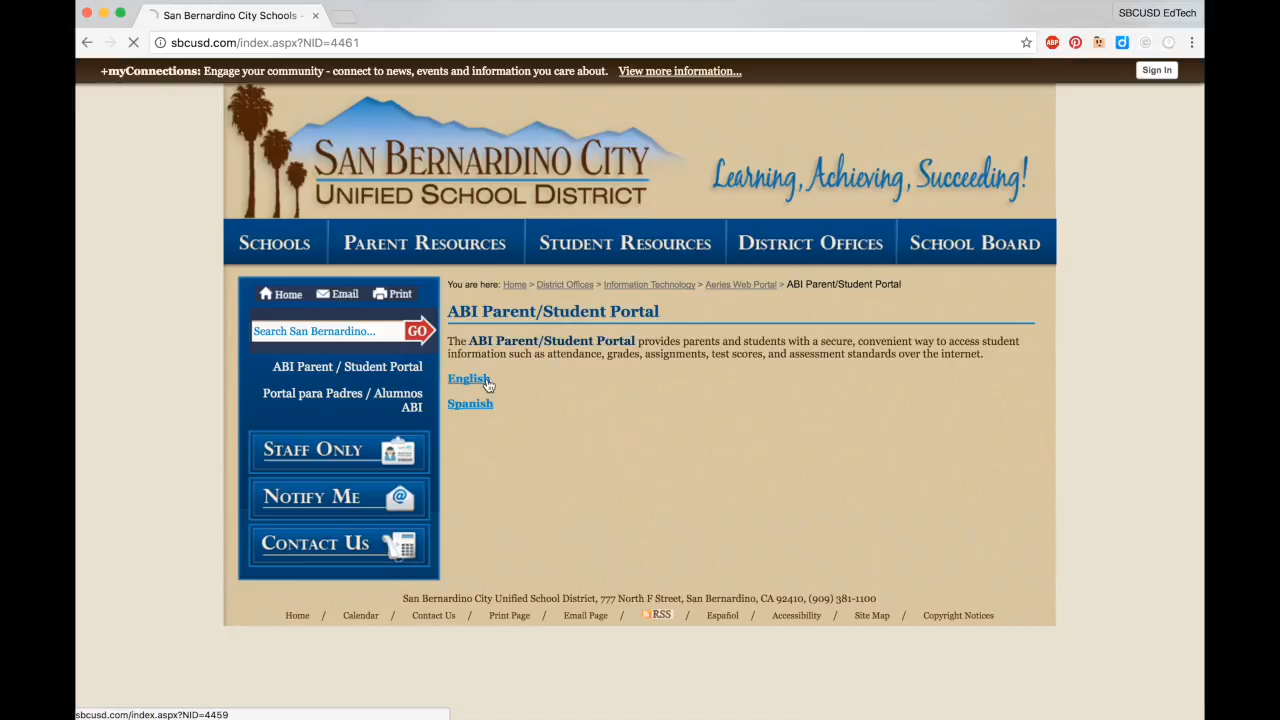 San Bernardino City Schools -
SBCUSD EdTech
sbcusd.com/index.aspx?NID=4461
ABP
+myConnections: Engage your community - connect to news, events and information you care about. View more information...
Sign In
SAN BERNARDINO CITY
UNIFIED SCHOOL DISTRICT
Learning, Achieving, Succeeding!
SCHOOLS
PARENT RESOURCES
STUDENT RESOURCES
DISTRICT OFFICES
SCHOOL BOARD
Home
Email
Print
Search San Bernardino...
GO
ABI Parent / Student Portal
Portal para Padres / Alumnos
ABI
STAFF ONLY
NOTIFY ME
CONTACT US
You are here: Home > District Offices > Information Technology > Aeries Web Portal > ABI Parent/Student Portal
ABI Parent/Student Portal
The ABI Parent/Student Portal provides parents and students with a secure, convenient way to access student
information such as attendance, grades, assignments, test scores, and assessment standards over the internet.
English
Spanish
San Bernardino City Unified School District, 777 North F Street, San Bernardino, CA 92410, (909) 381-1100
Home / Calendar / Contact Us / Print Page / Email Page / RSS / Español / Accessibility / Site Map / Copyright Notices
sbcusd.com/index.aspx?NID=4459